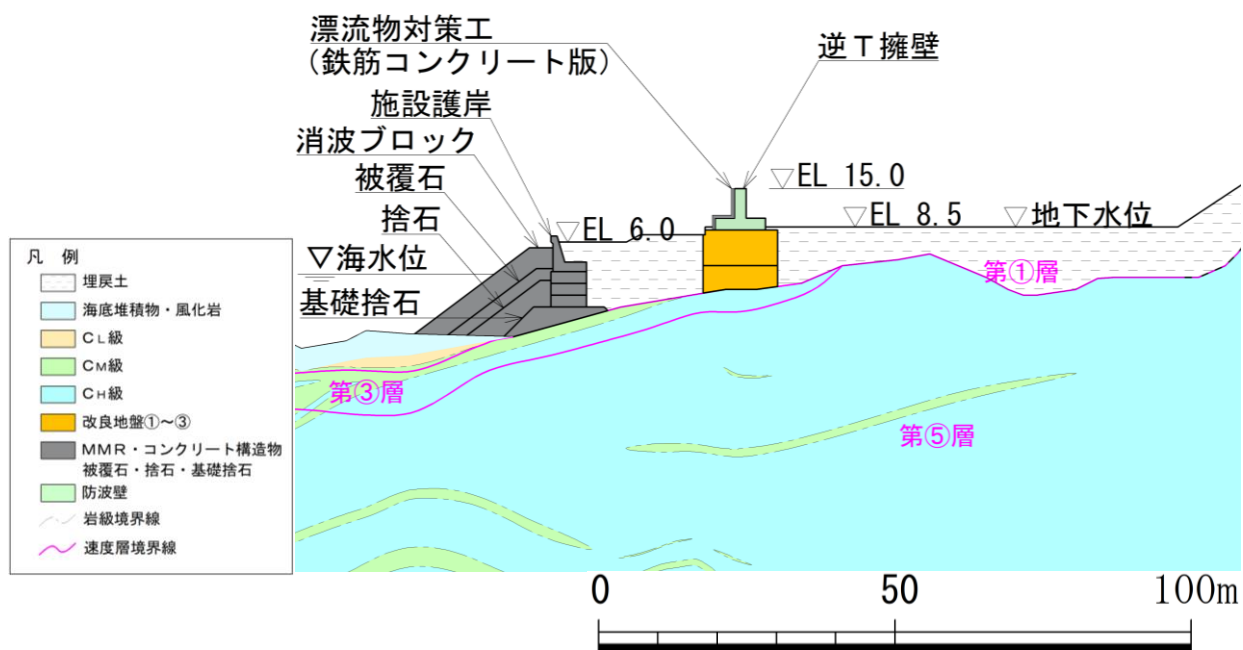 漂流物対策工
（鉄筋コンクリート版）
逆Ｔ擁壁
施設護岸
消波ブロック
被覆石
捨石
▽海水位
基礎捨石
▽EL 15.0
▽EL 6.0
▽EL 8.5
▽地下水位
第①層
第③層
第⑤層
凡 例
埋戻土
海底堆積物・風化岩
ＣL級
ＣM級
ＣH級
改良地盤①～③
ＭＭＲ・コンクリート構造物
被覆石・捨石・基礎捨石
防波壁
岩級境界線
速度層境界線
0 50 100m